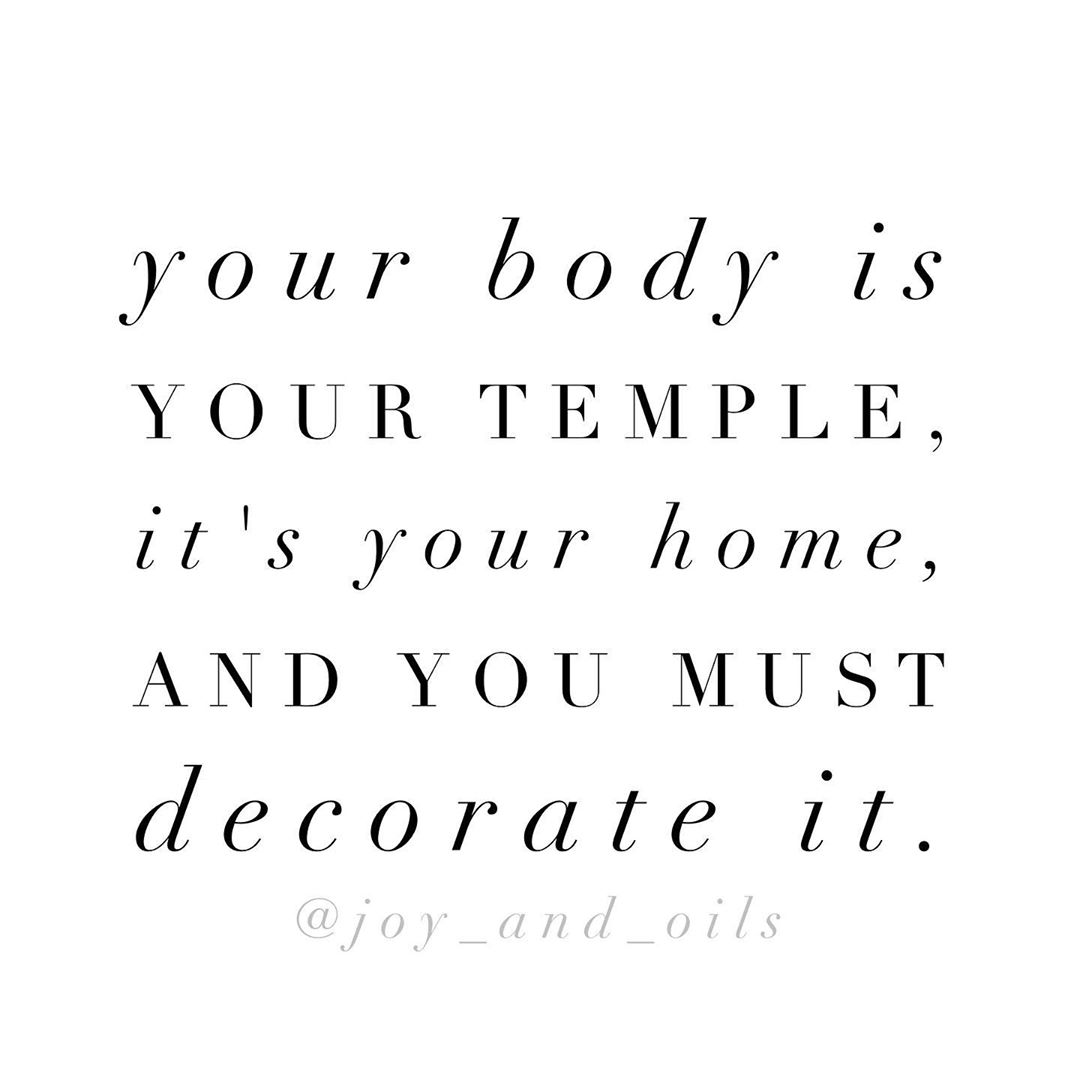 your body is
YOUR TEMPLE,
it's your home,
AND YOU MUST
decorate it.
@joy_and_oils